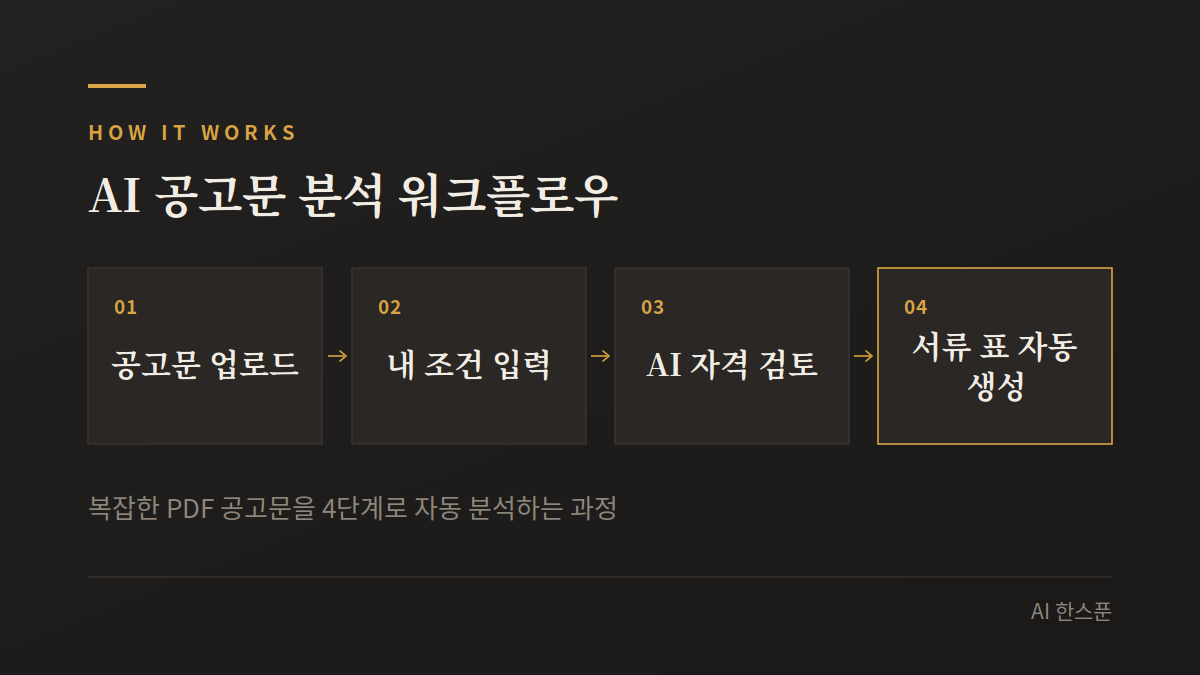 HOW IT WORKS
AI 공고문 분석 워크플로우
01
공고문 업로드
→
02
내 조건 입력
→
03
AI 자격 검토
→
04
서류 표 자동
생성
복잡한 PDF 공고문을 4단계로 자동 분석하는 과정
AI 한스푼